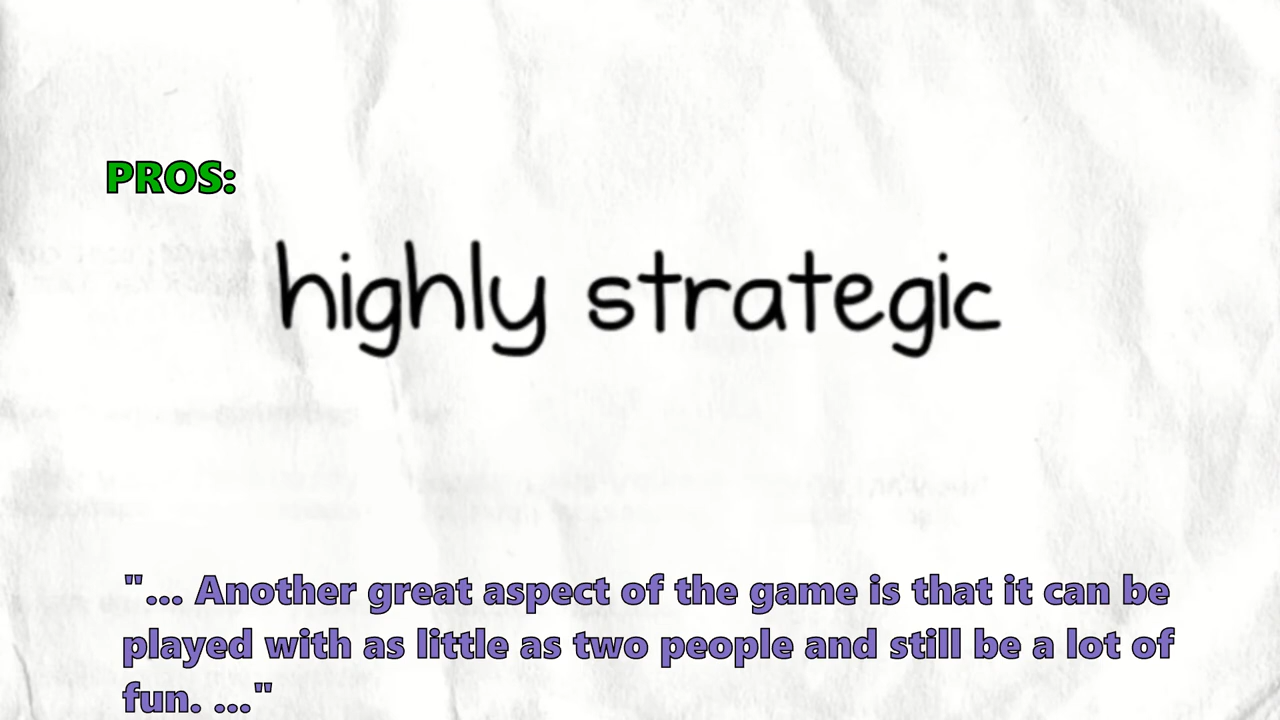 PROS:
highly strategic
"... Another great aspect of the game is that it can be
played with as little as two people and still be a lot of
fun. ..."